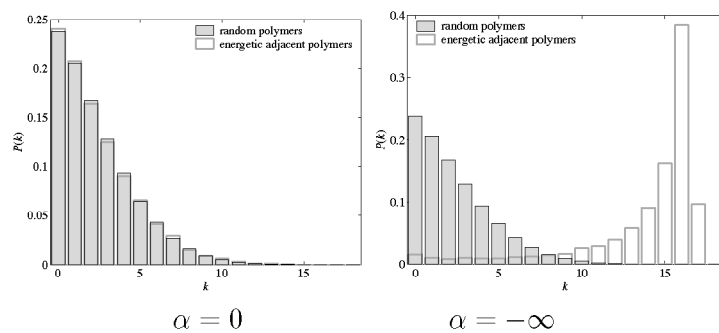 0.25
0.2
0.15
0.1
0.05
0
P(k)
random polymers
energetic adjacent polymers
0 5 10 15
k
α = 0
0.4
0.3
0.2
0.1
0
P(k)
random polymers
energetic adjacent polymers
0 5 10 15
k
α = −∞